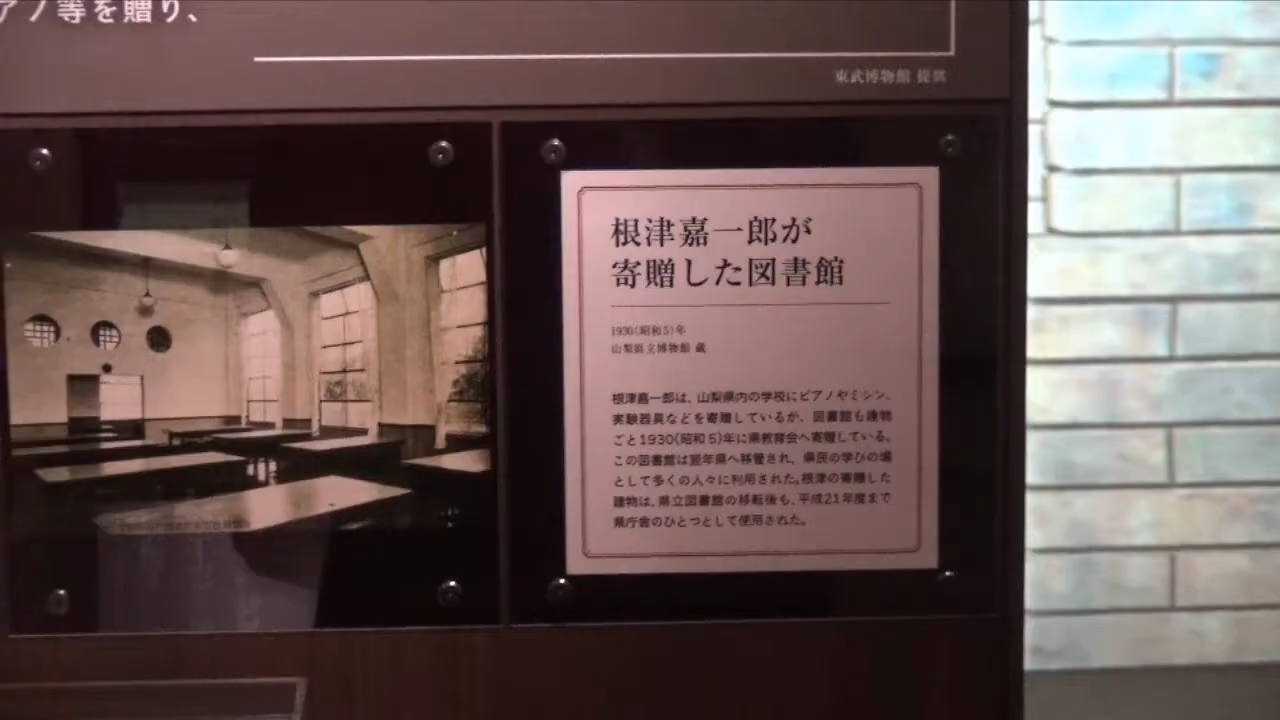 アノ等を贈り、
東武博物館 提供
根津嘉一郎が
寄贈した図書館
1930(昭和5)年
山梨県立博物館 蔵
根津嘉一郎は、山梨県内の学校にピアノやミシン、
実験器具などを寄贈しているが、図書館も建物
ごと1930(昭和5)年に県教育会へ寄贈している。
この図書館は翌年県へ移管され、県民の学びの場
として多くの人々に利用された。根津の寄贈した
建物は、県立図書館の移転後も、平成21年度まで
県庁舎のひとつとして使用された。